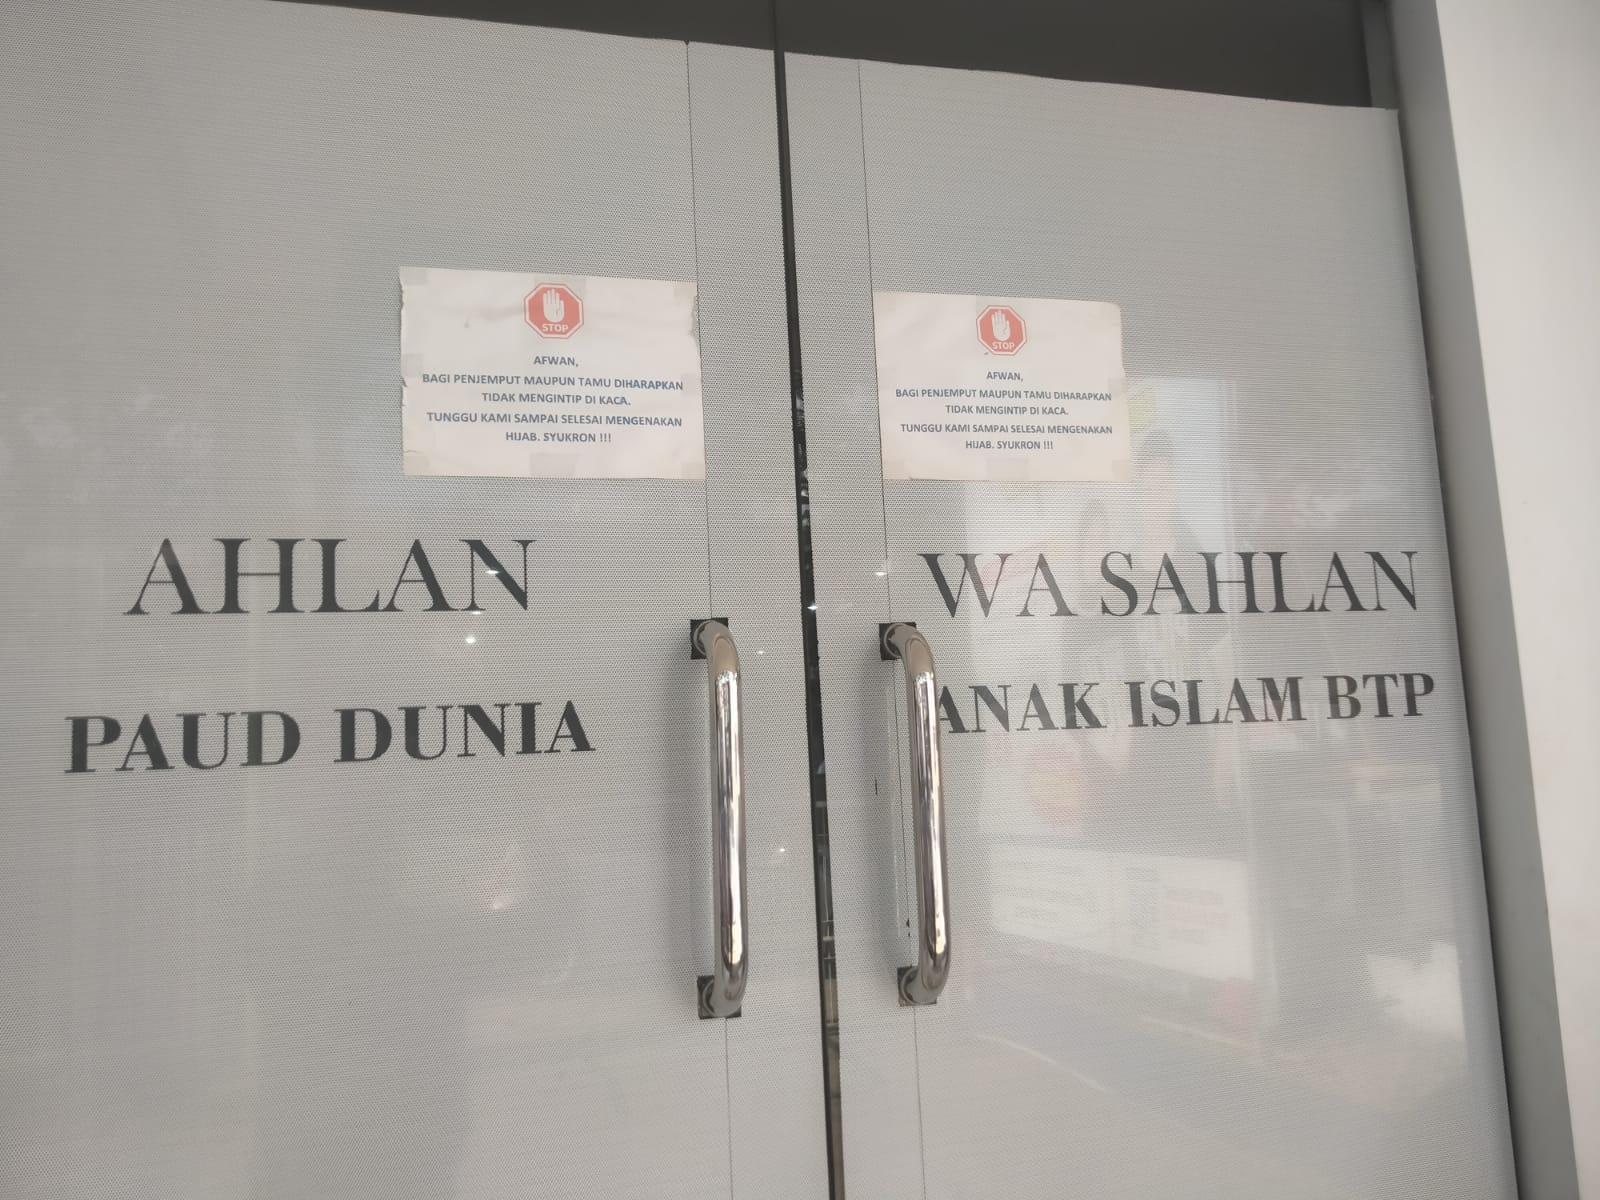 STOP
AFWAN,
BAGI PENJEMPUT MAUPUN TAMU DIHARAPKAN
TIDAK MENGINTIP DI KACA.
TUNGGU KAMI SAMPAI SELESAI MENGENAKAN
HIJAB. SYUKRON !!!
STOP
AFWAN,
BAGI PENJEMPUT MAUPUN TAMU DIHARAPKAN
TIDAK MENGINTIP DI KACA.
TUNGGU KAMI SAMPAI SELESAI MENGENAKAN
HIJAB. SYUKRON !!!
AHLAN WA SAHLAN
PAUD DUNIA ANAK ISLAM BTP